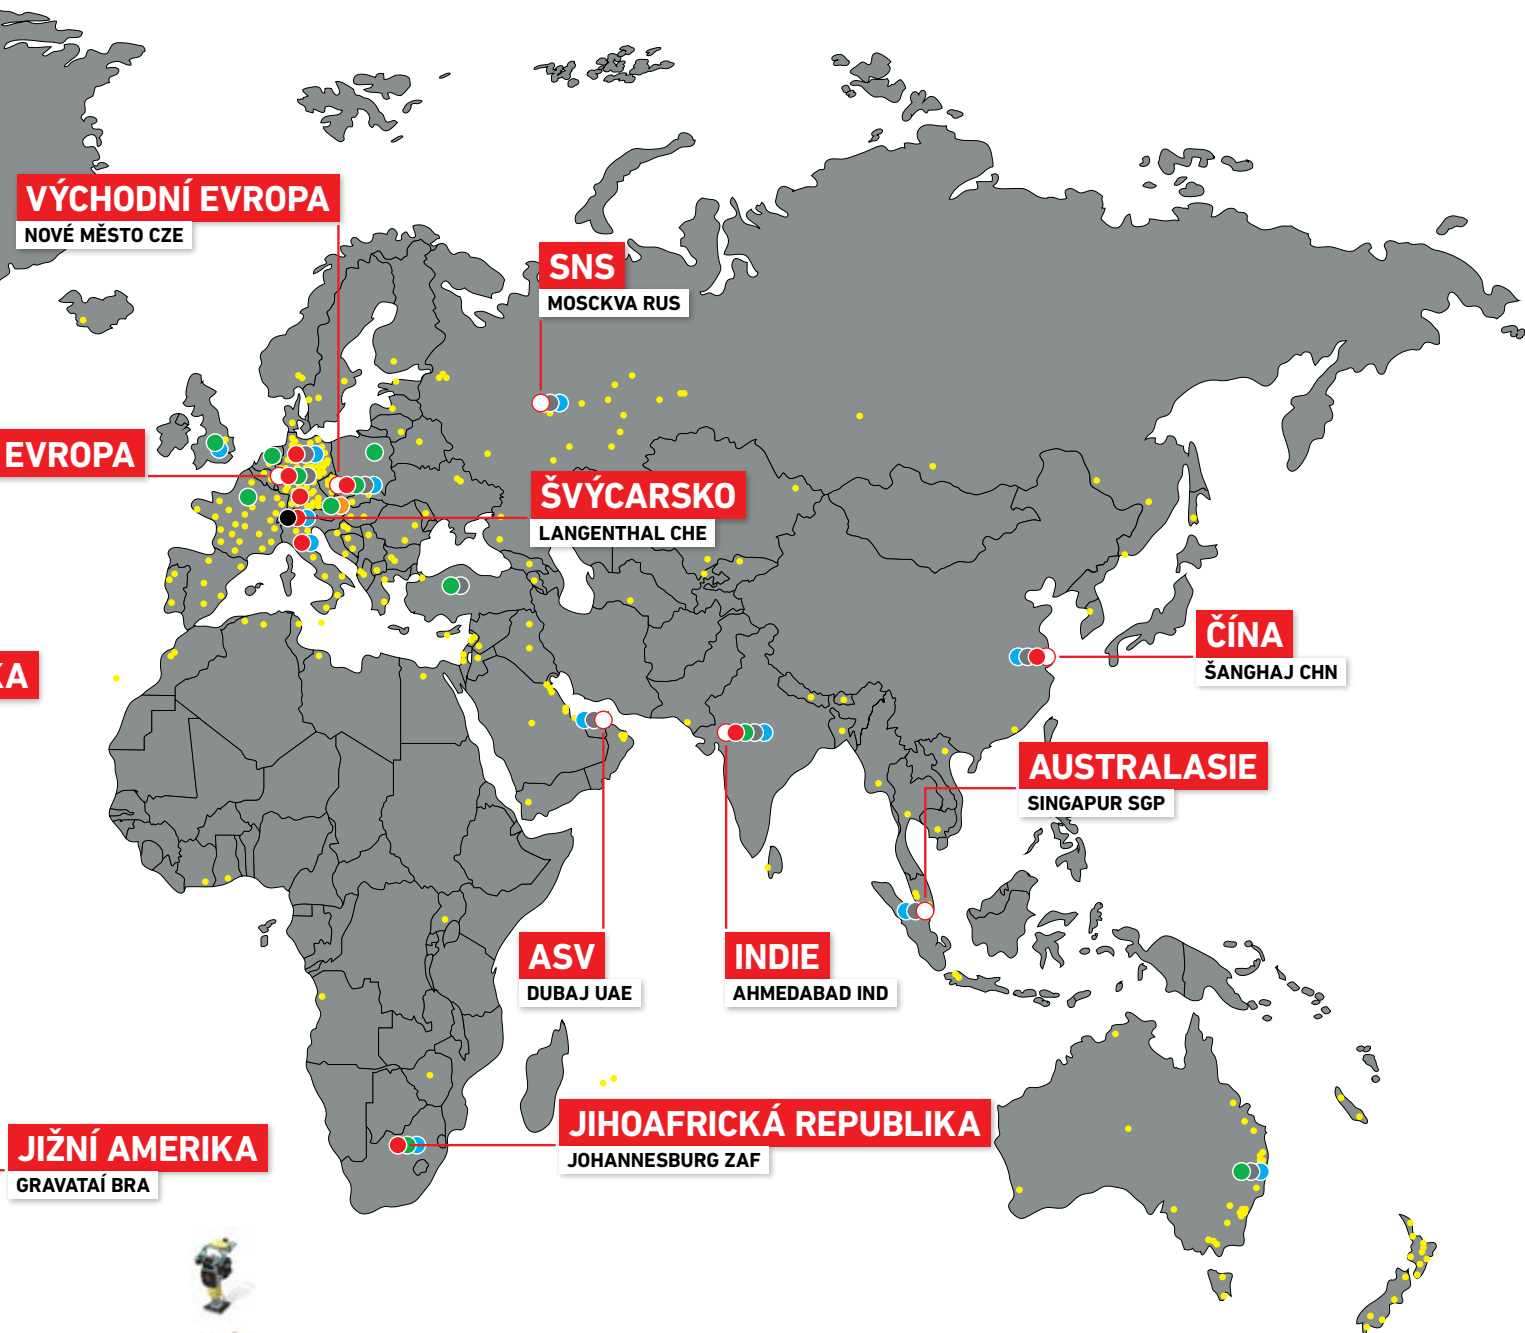 VÝCHODNÍ EVROPA
NOVÉ MĚSTO CZE
SNS
MOSCKVA RUS
EVROPA
ŠVÝCARSKO
LANGENTHAL CHE
ČÍNA
ŠANGHAJ CHN
KA
AUSTRALASIE
SINGAPUR SGP
ASV
DUBAJ UAE
INDIE
AHMEDABAD IND
JIHOAFRICKÁ REPUBLIKA
JOHANNESBURG ZAF
JIŽNÍ AMERIKA
GRAVATAÍ BRA